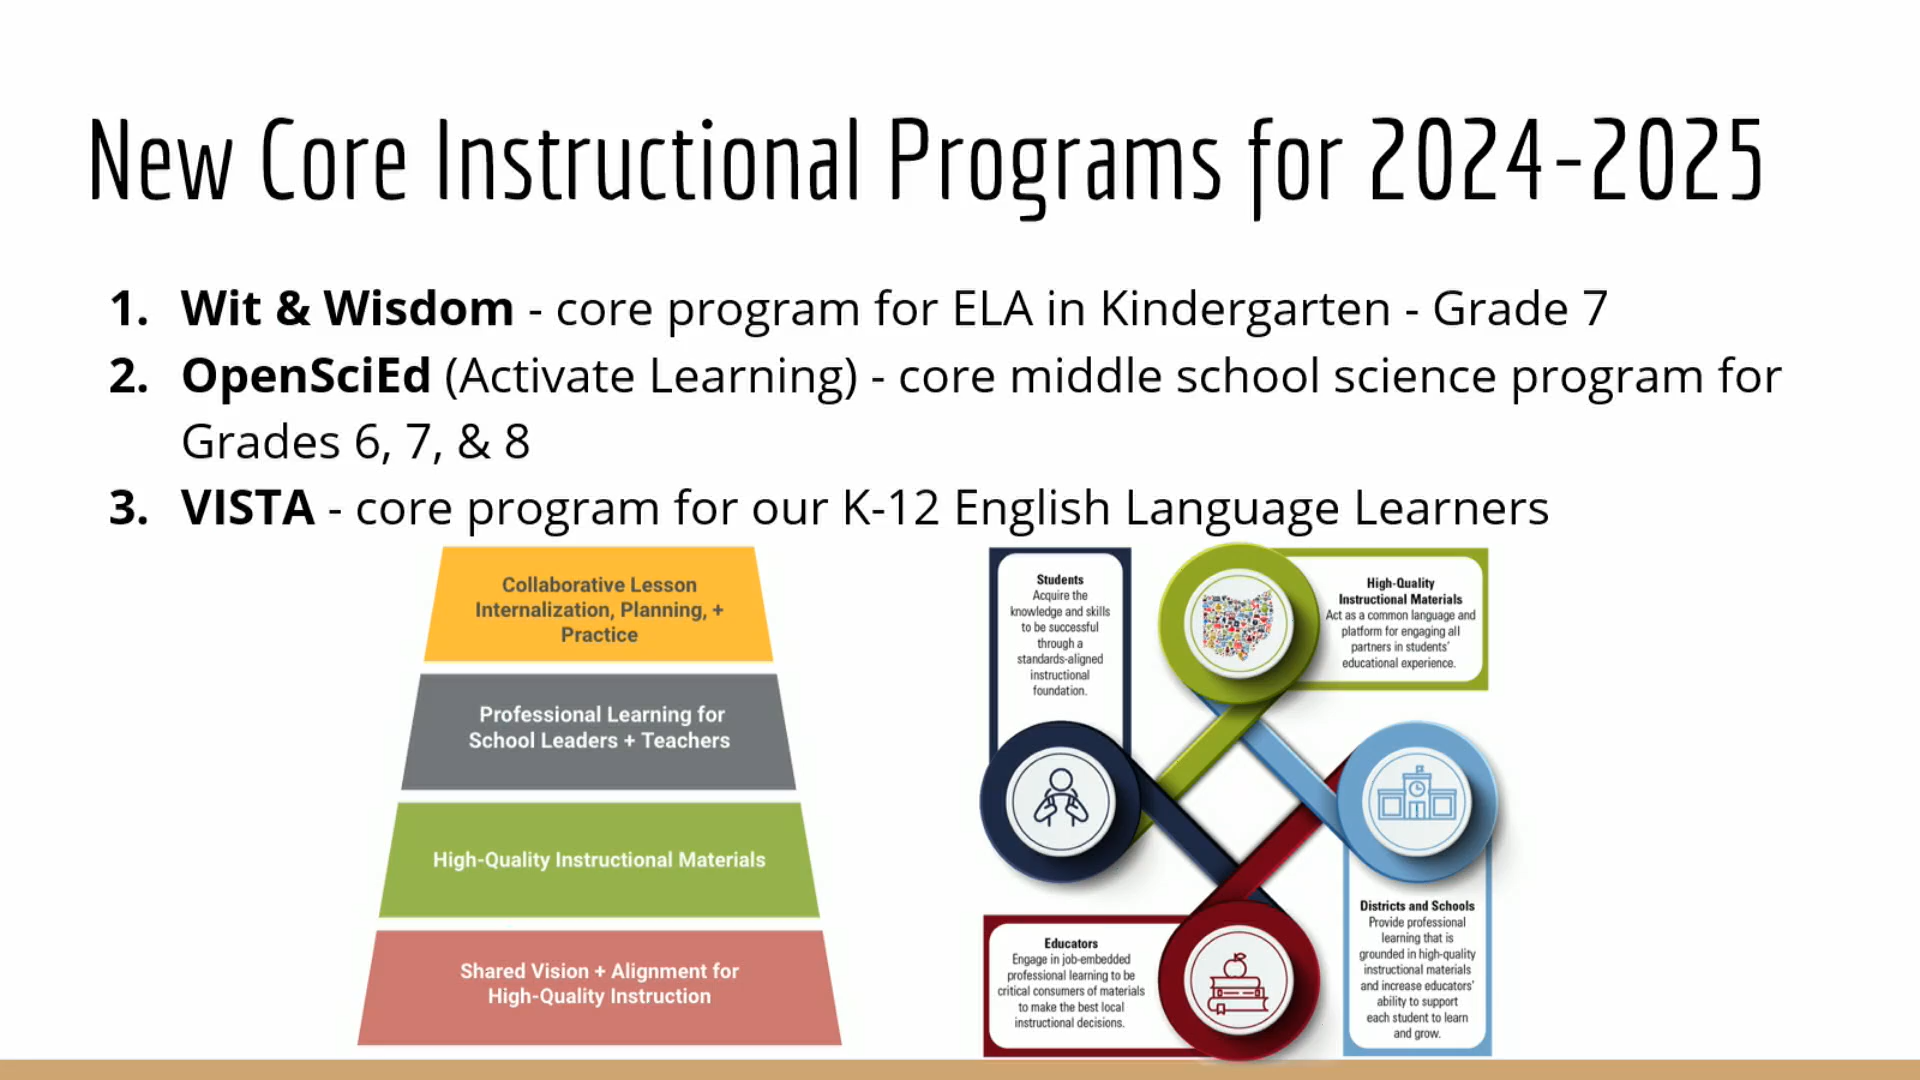 New Core Instructional Programs for 2024-2025
1. Wit & Wisdom - core program for ELA in Kindergarten - Grade 7
2. OpenSciEd (Activate Learning) - core middle school science program for
Grades 6, 7, & 8
3. VISTA - core program for our K-12 English Language Learners
Collaborative Lesson
Internalization, Planning, +
Practice
Professional Learning for
School Leaders + Teachers
High-Quality Instructional Materials
Shared Vision + Alignment for
High-Quality Instruction
Students
Acquire the
knowledge and skills
to be successful
through a
standards-aligned
instructional
foundation.
High-Quality
Instructional Materials
Act as a common language and
platform for engaging all
partners in students'
educational experience.
Educators
Engage in job-embedded
professional learning to be
critical consumers of materials
to make the best local
instructional decisions.
Districts and Schools
Provide professional
learning that is
grounded in high-quality
instructional materials
and increase educators'
ability to support
each student to learn
and grow.